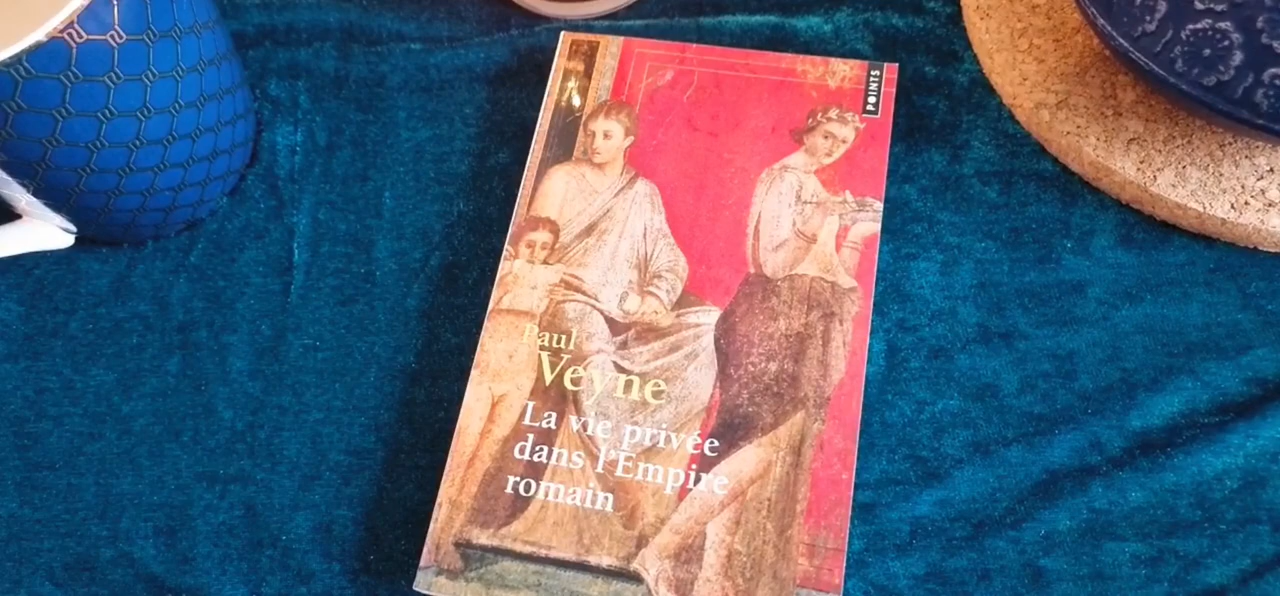 POINTS
Paul
Veyne
La vie privée
dans l'Empire
romain